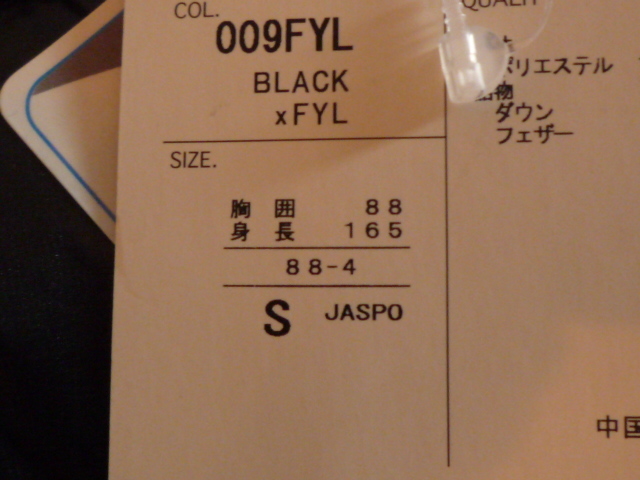 COL.
009FYL
BLACK
xFYL
SIZE.
胸囲 88
身長 165
88-4
S JASPO
QUALI
ポリエステル
ダウン
フェザー
中国